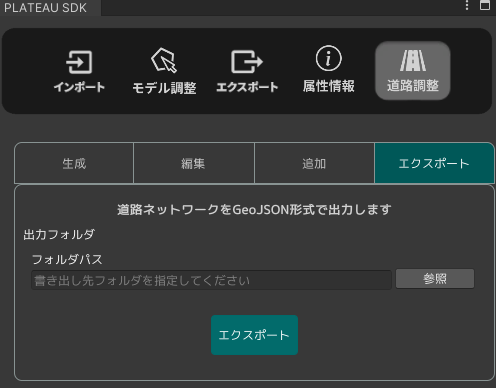 PLATEAU SDK
インポート
モデル調整
エクスポート
属性情報
道路調整
生成
編集
追加
エクスポート
道路ネットワークをGeoJSON形式で出力します
出力フォルダ
フォルダパス
書き出し先フォルダを指定してください
参照
エクスポート